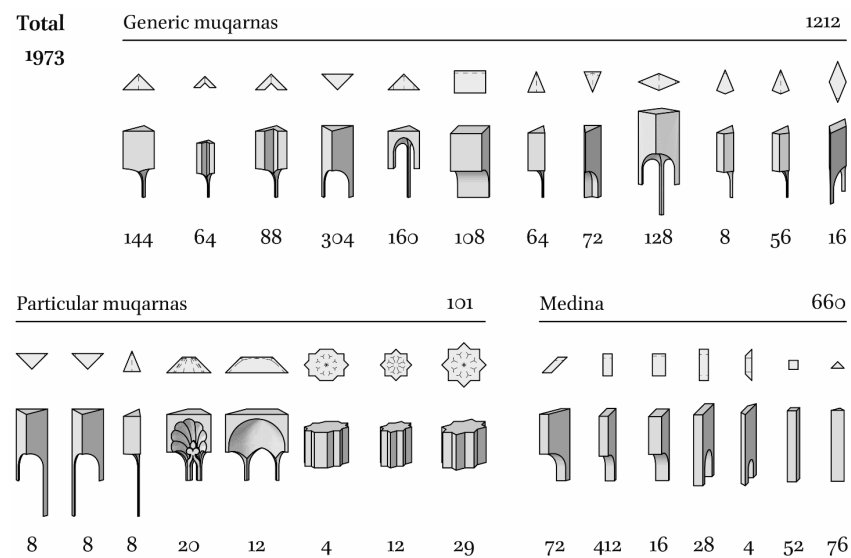 Total
1973
Generic muqarnas 1212
144 64 88 304 160 108 64 72 128 8 56 16
Particular muqarnas 101
8 8 8 20 12 4 12 29
Medina 660
72 412 16 28 4 52 76